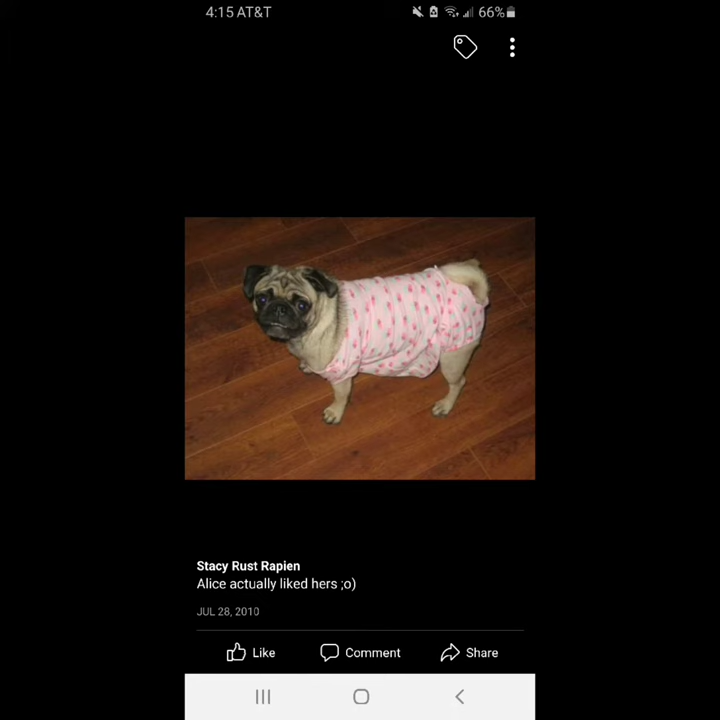 4:15 AT&T 66%
Stacy Rust Rapien
Alice actually liked hers ;o)
JUL 28, 2010
Like Comment Share